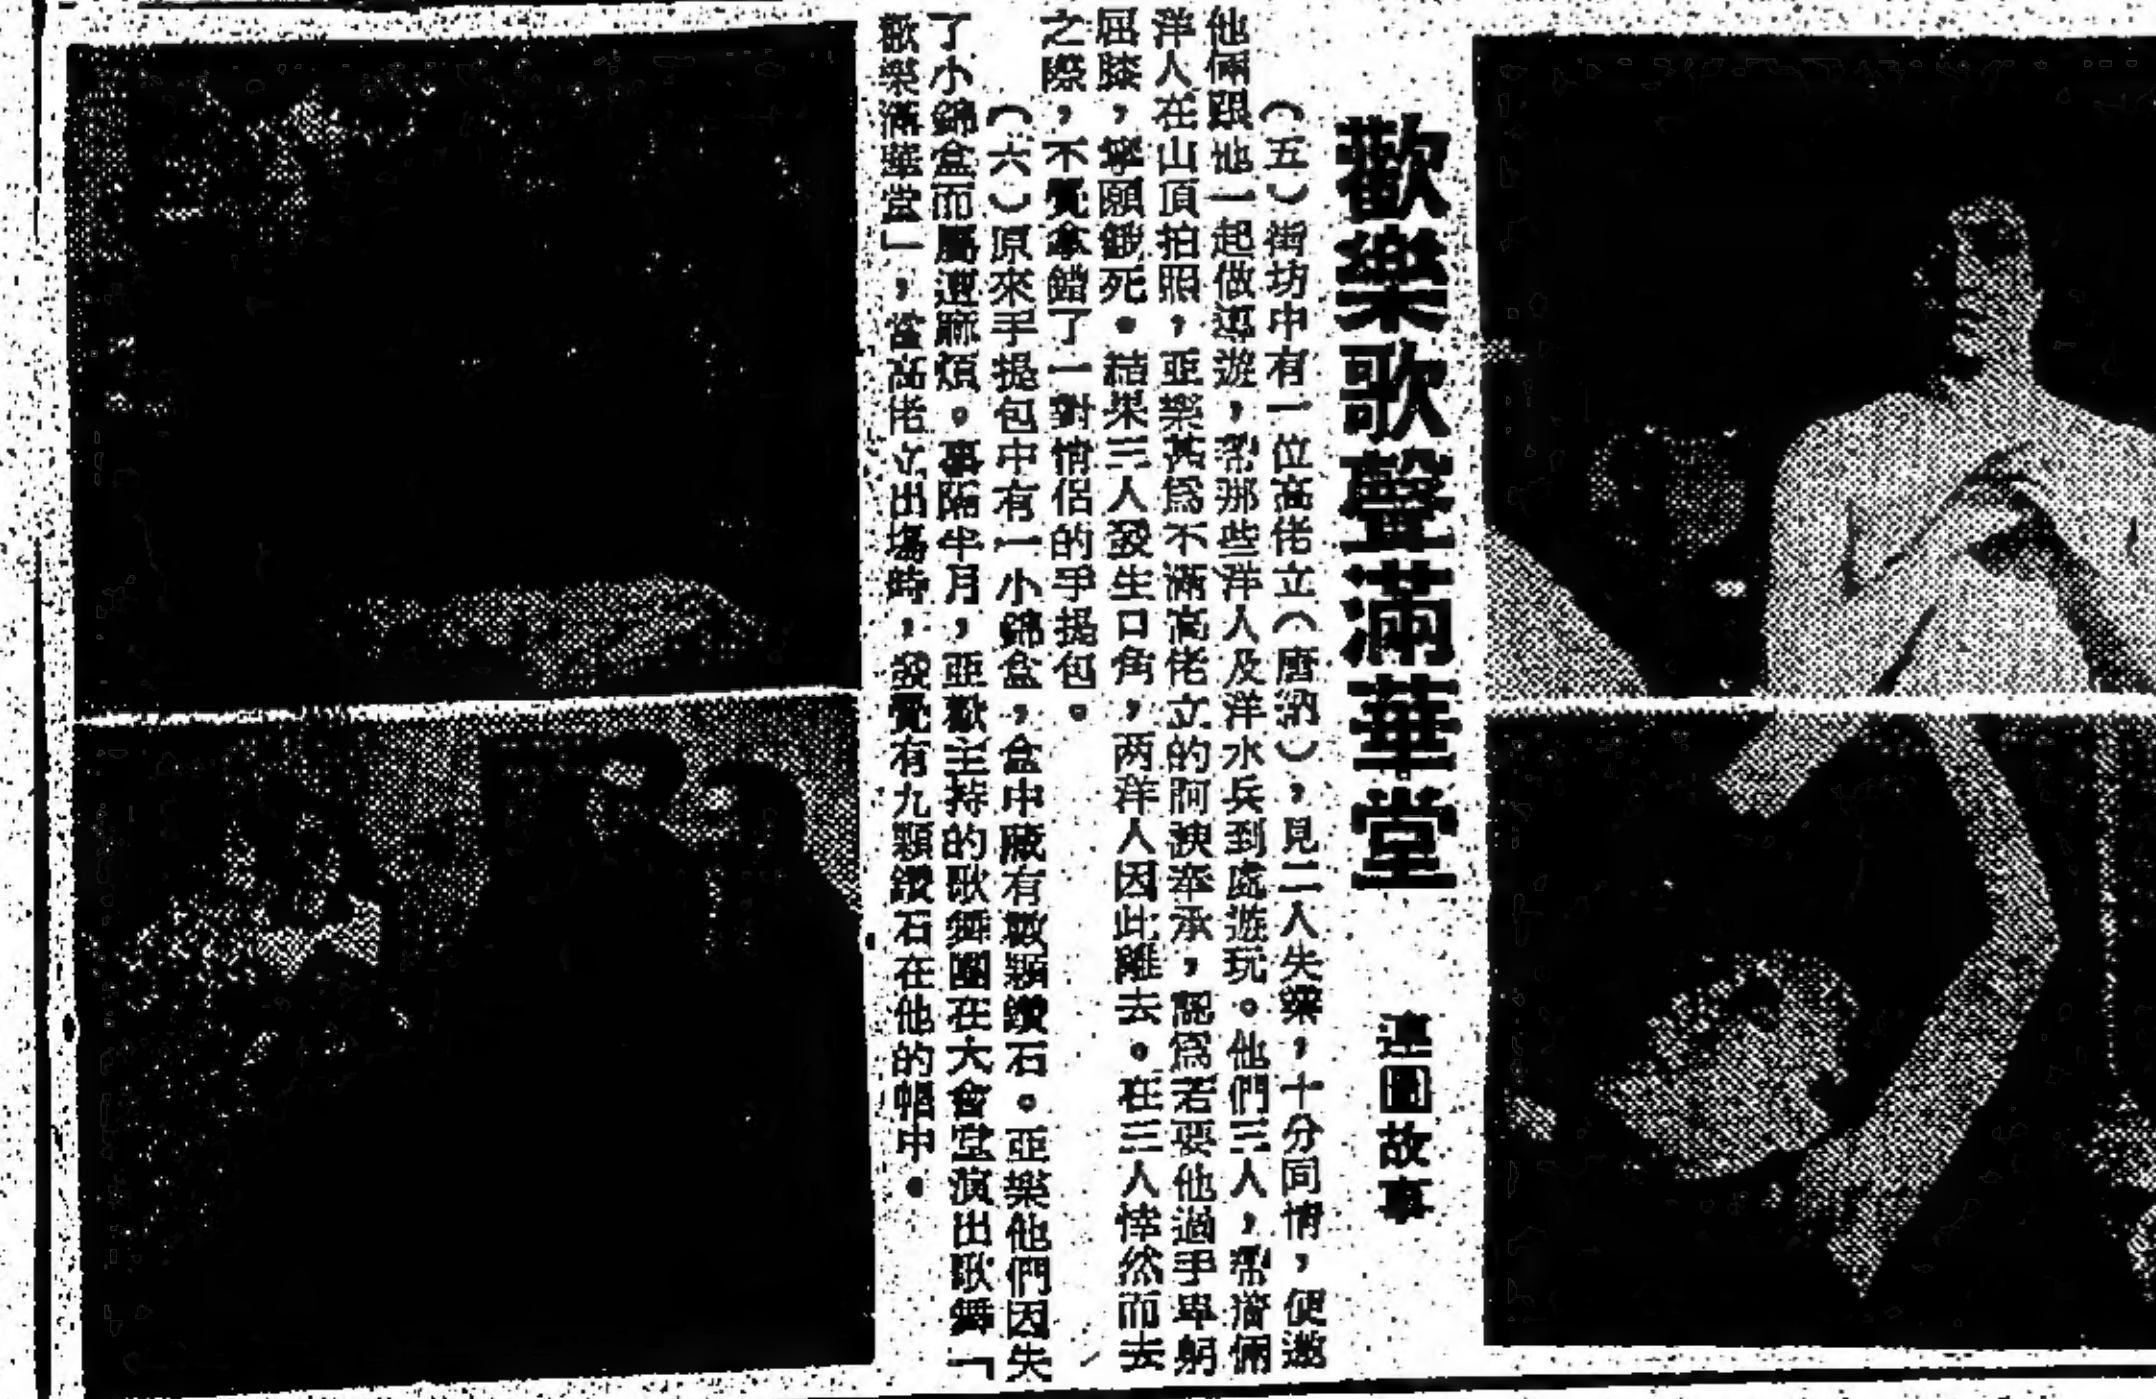 歡樂歌聲滿華堂
連圖故事
(五)街坊中有一位高佬立(唐納),見二人失業,十分同情,便邀
他倆跟他一起做導遊,帮那些洋人及洋水兵到處遊玩。他們三人,帶着倆
洋人在山頂拍照,亞樂甚爲不滿高佬立的阿諛奉承,認爲若要他過手卑躬
屈膝,寧願餓死。結果三人發生口角,两洋人因此離去。在三人悻然而去
之際,不覺拿錯了一對情侶的手提包。
(六)原來手提包中有一小錦盒,盒中藏有數顆鑽石。亞樂他們因失
了小錦盒而屬遭麻煩。事隔半月,亞歡主持的歌舞團在大會堂演出歌舞「
歡樂滿華堂」,當高佬立出塲時,發覺有九顆鑽石在他的帽中。